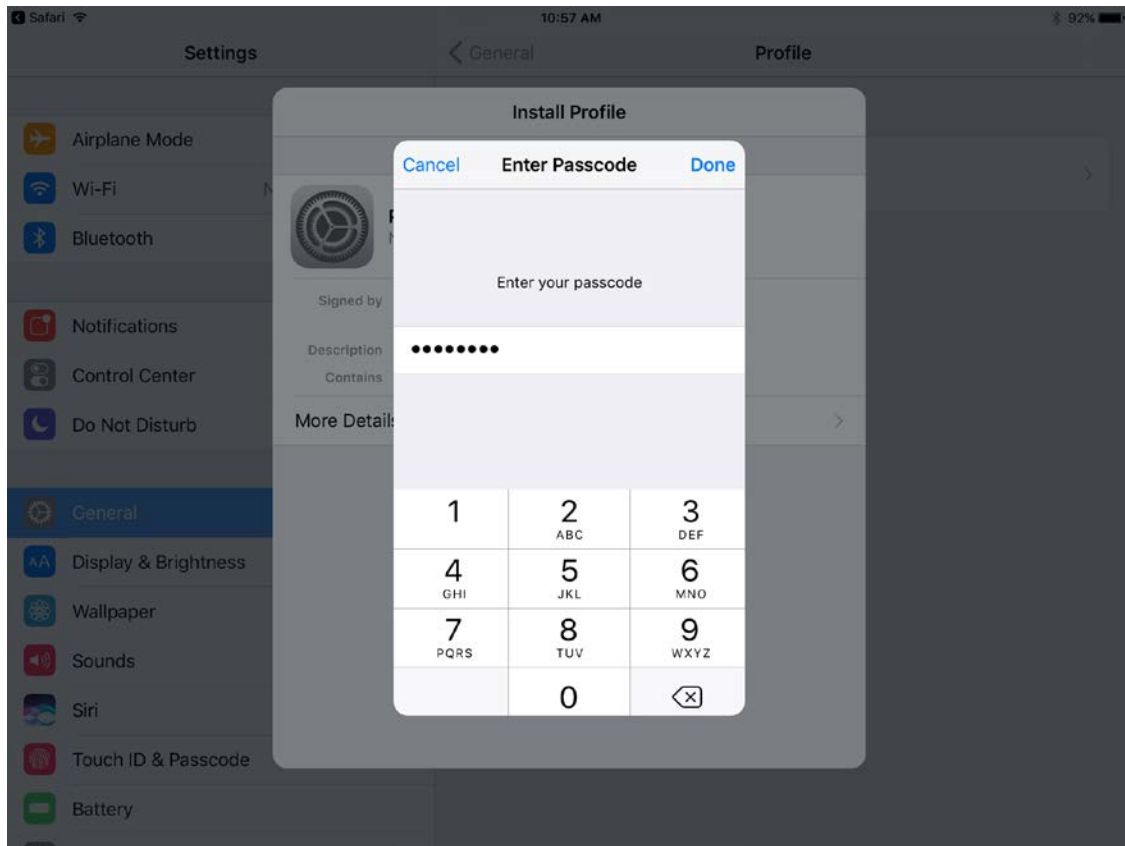 Safari
10:57 AM
92%
Settings
General
Profile
Install Profile
Airplane Mode
Wi-Fi
Bluetooth
Notifications
Control Center
Do Not Disturb
General
Display & Brightness
Wallpaper
Sounds
Siri
Touch ID & Passcode
Battery
Signed by
Description
Contains
More Details
Cancel
Enter Passcode
Done
Enter your passcode
••••••••
1
2
ABC
3
DEF
4
GHI
5
JKL
6
MNO
7
PQRS
8
TUV
9
WXYZ
0